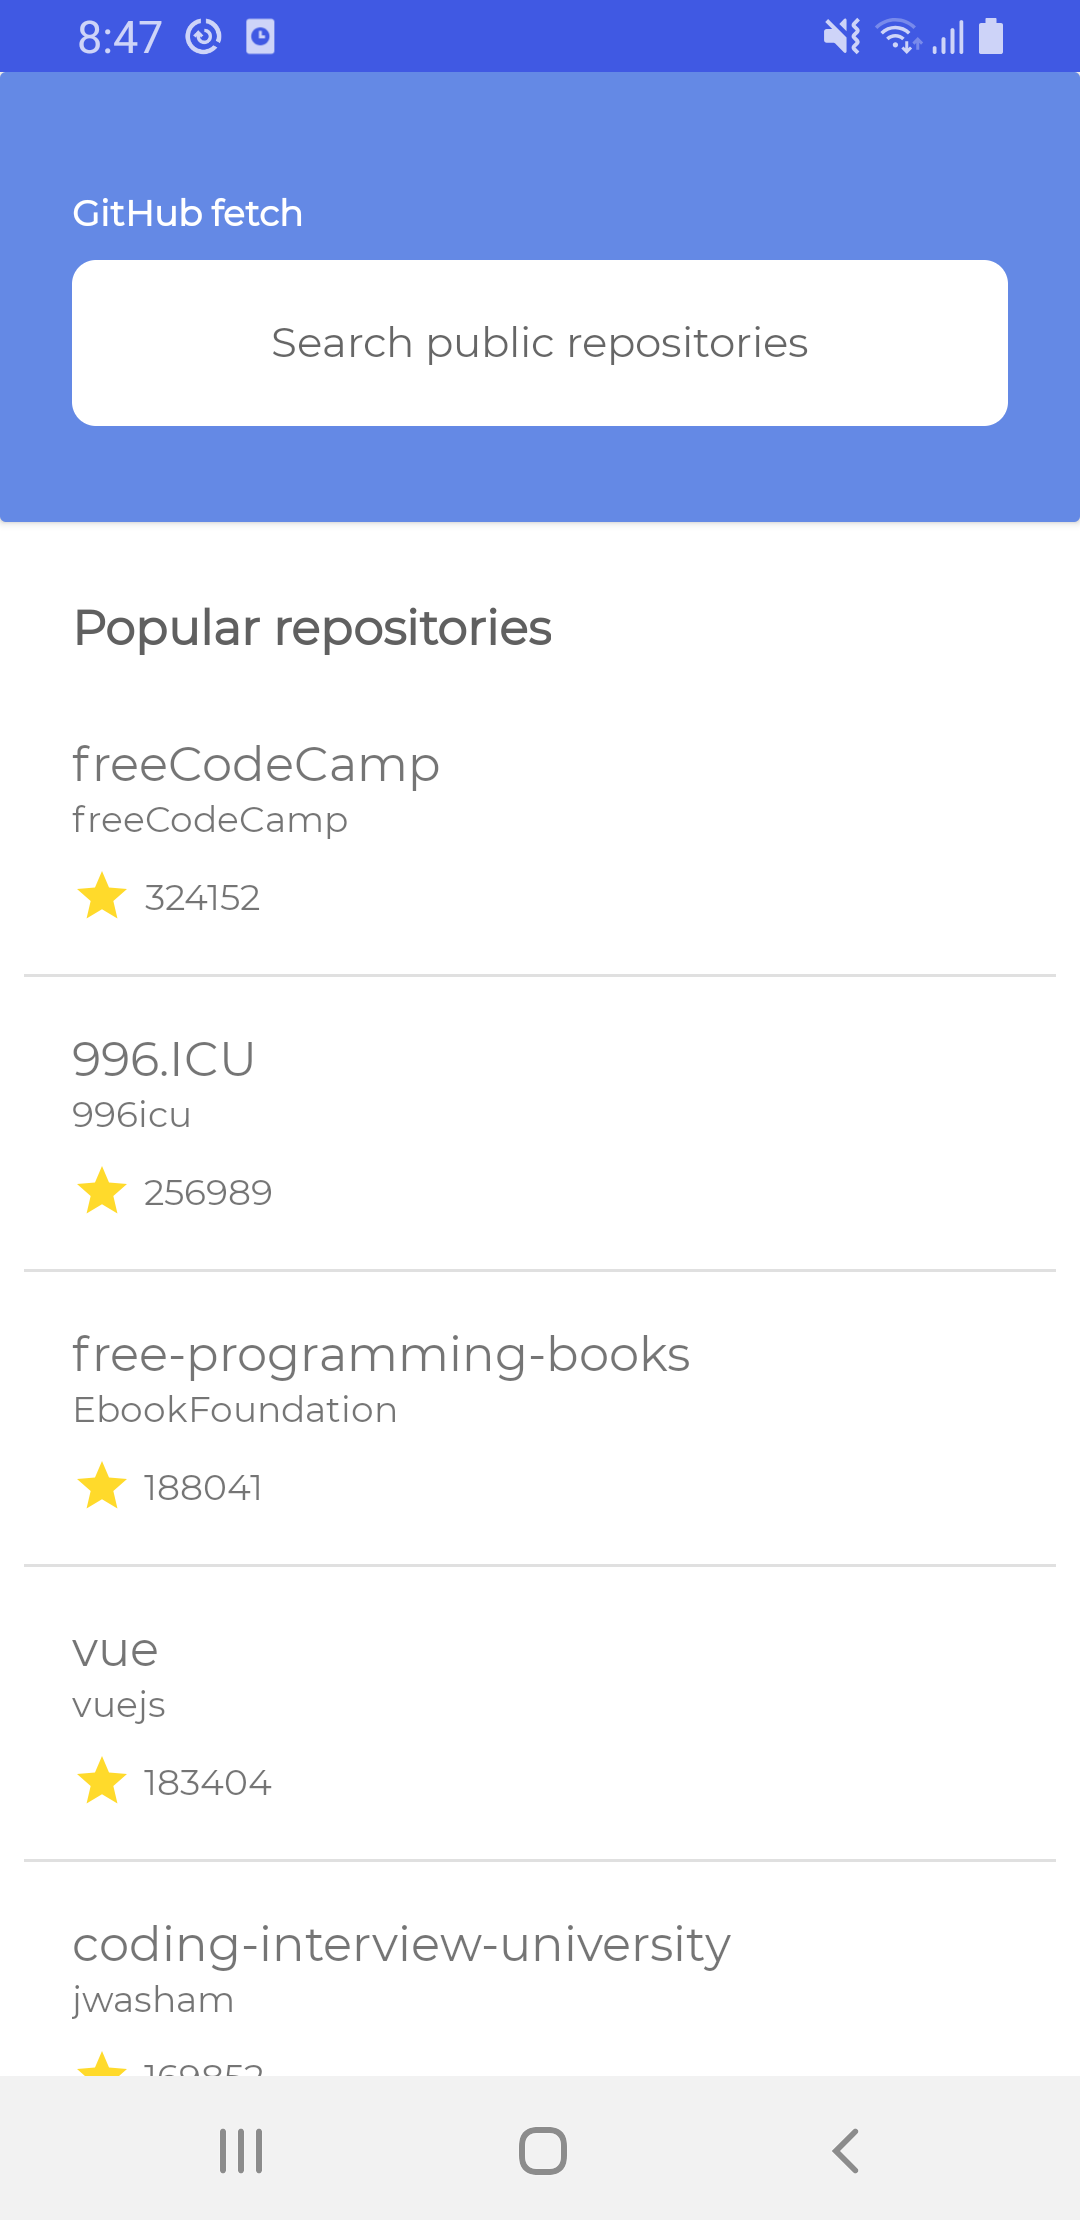 8:47
GitHub fetch
Search public repositories
Popular repositories
freeCodeCamp
freeCodeCamp
324152
996.ICU
996icu
256989
free-programming-books
EbookFoundation
188041
vue
vuejs
183404
coding-interview-university
jwasham
169852